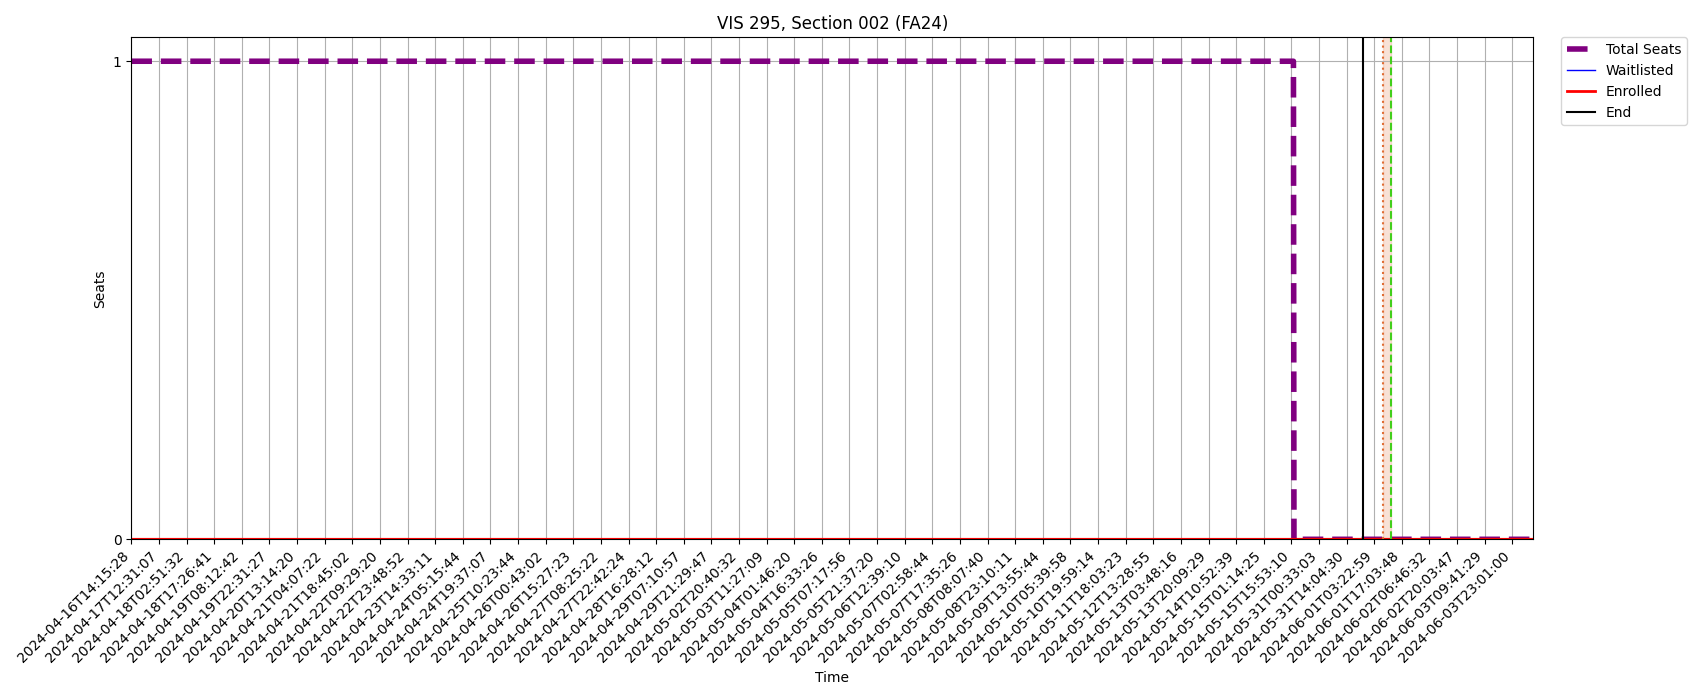 VIS 295, Section 002 (FA24)
Total Seats
Waitlisted
Enrolled
End
1
0
Seats
2024-04-16T14:15:28
2024-04-17T12:31:07
2024-04-18T02:51:32
2024-04-18T17:26:41
2024-04-19T08:12:42
2024-04-19T22:31:27
2024-04-20T13:14:20
2024-04-21T04:07:22
2024-04-21T18:45:02
2024-04-22T09:29:20
2024-04-22T23:48:52
2024-04-23T14:33:11
2024-04-24T05:15:44
2024-04-24T19:37:07
2024-04-25T10:23:44
2024-04-26T00:43:02
2024-04-26T15:27:23
2024-04-27T08:25:22
2024-04-27T22:42:24
2024-04-28T16:28:12
2024-04-29T07:10:57
2024-04-29T21:29:47
2024-05-02T20:40:32
2024-05-03T11:27:09
2024-05-04T01:46:20
2024-05-04T16:33:26
2024-05-05T07:17:56
2024-05-05T21:37:20
2024-05-06T12:39:10
2024-05-07T02:58:44
2024-05-07T17:35:26
2024-05-08T08:07:40
2024-05-08T23:10:11
2024-05-09T13:55:44
2024-05-10T05:39:58
2024-05-10T19:59:14
2024-05-11T18:03:23
2024-05-12T13:28:55
2024-05-13T03:48:16
2024-05-13T20:09:29
2024-05-14T10:52:39
2024-05-15T01:14:25
2024-05-15T15:53:10
2024-05-31T00:33:03
2024-05-31T14:04:30
2024-06-01T03:22:59
2024-06-01T17:03:48
2024-06-02T06:46:32
2024-06-02T20:03:47
2024-06-03T09:41:29
2024-06-03T23:01:00
Time